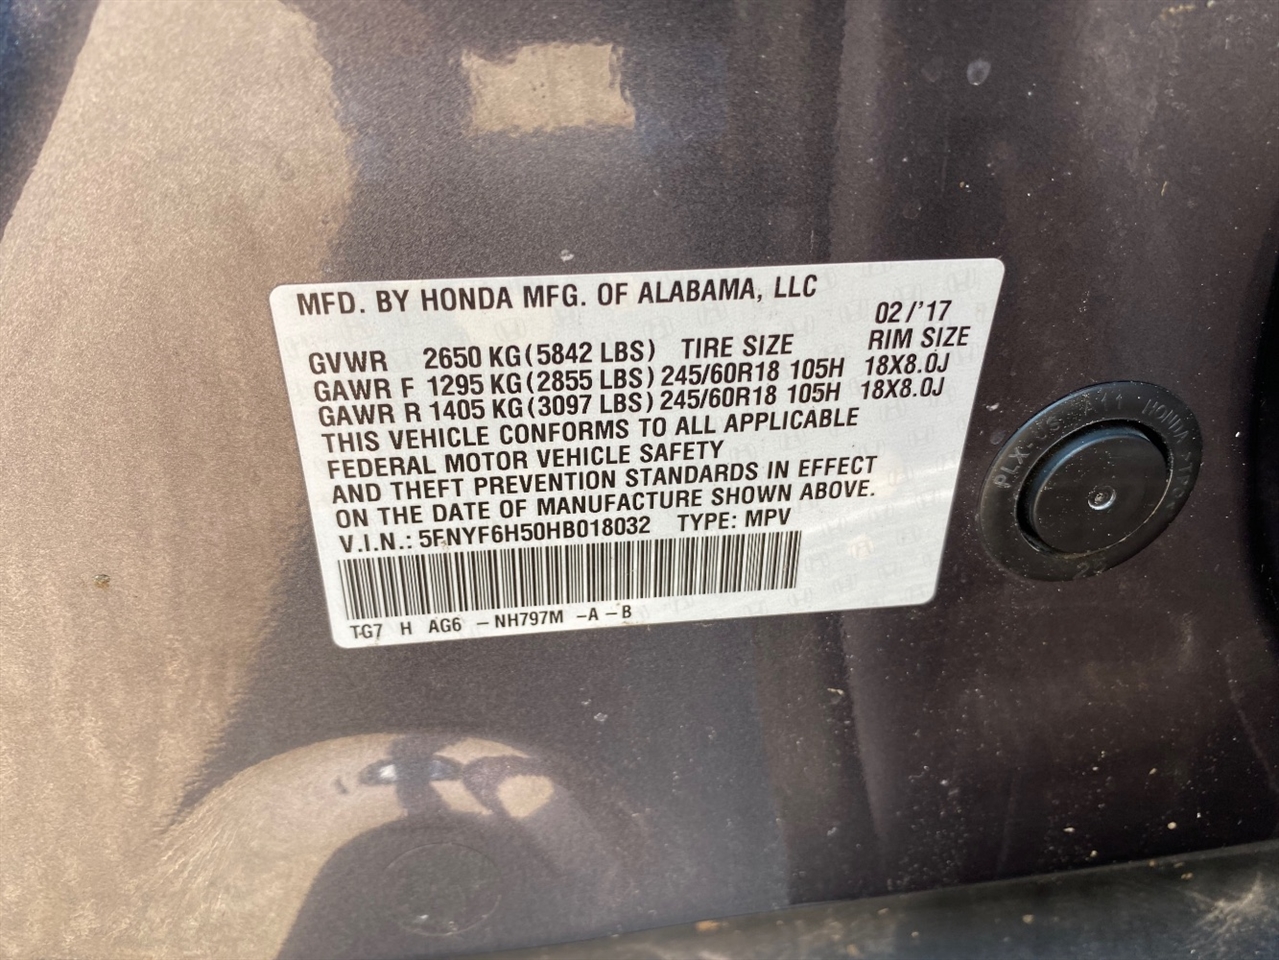 MFD. BY HONDA MFG. OF ALABAMA, LLC
02/'17
GVWR 2650 KG(5842 LBS) TIRE SIZE RIM SIZE
GAWR F 1295 KG(2855 LBS) 245/60R18 105H 18X8.0J
GAWR R 1405 KG(3097 LBS) 245/60R18 105H 18X8.0J
THIS VEHICLE CONFORMS TO ALL APPLICABLE
FEDERAL MOTOR VEHICLE SAFETY
AND THEFT PREVENTION STANDARDS IN EFFECT
ON THE DATE OF MANUFACTURE SHOWN ABOVE.
V.I.N.: 5FNYF6H50HB018032 TYPE: MPV
TG7 H AG6 -NH797M -A-B
HONDA